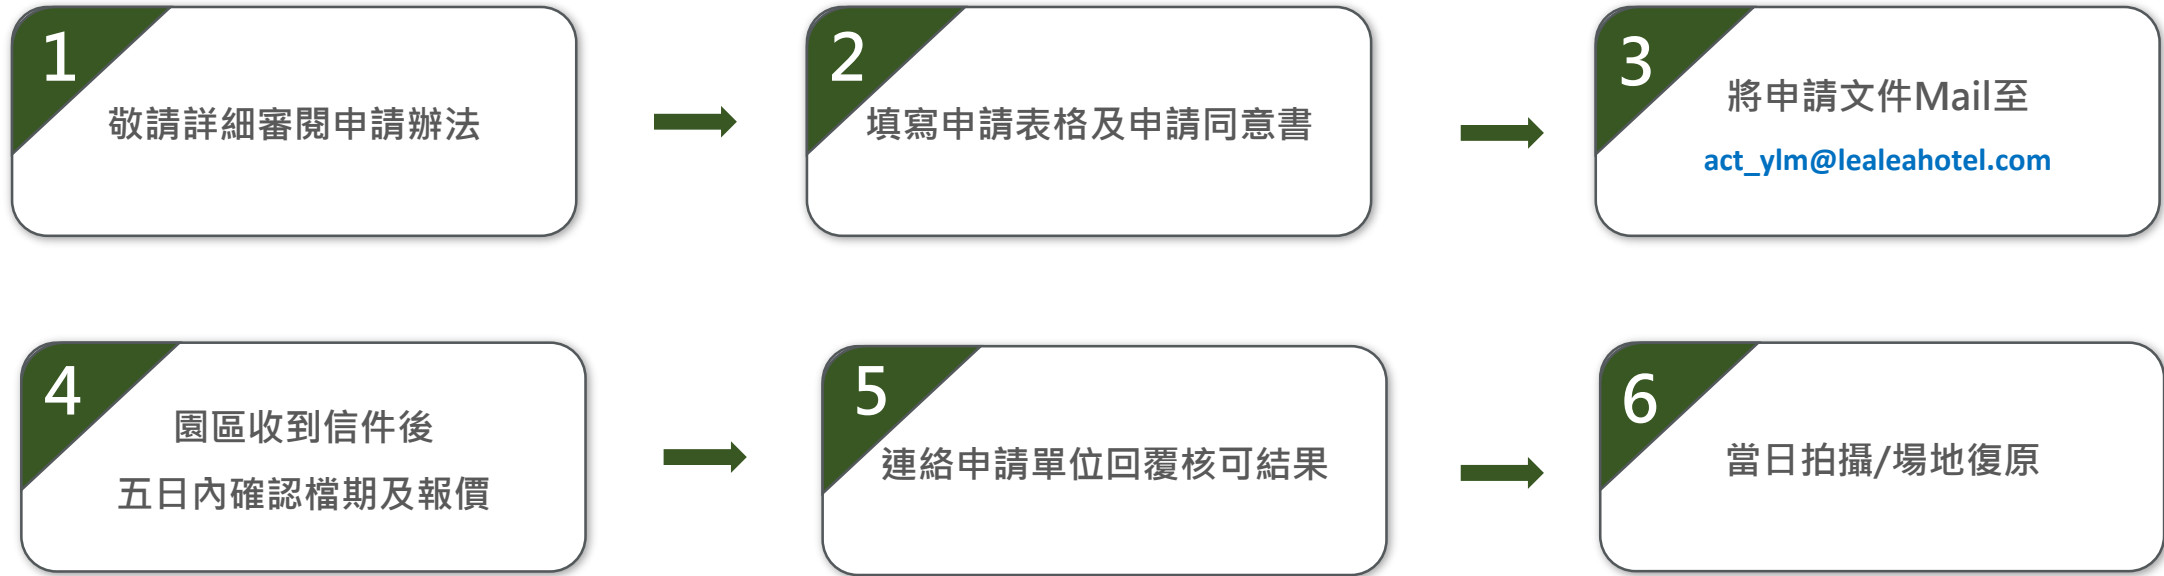 1
敬請詳細審閱申請辦法
2
填寫申請表格及申請同意書
3
將申請文件Mail至
act_ylm@lealeahotel.com
4
園區收到信件後
五日內確認檔期及報價
5
連絡申請單位回覆核可結果
6
當日拍攝/場地復原